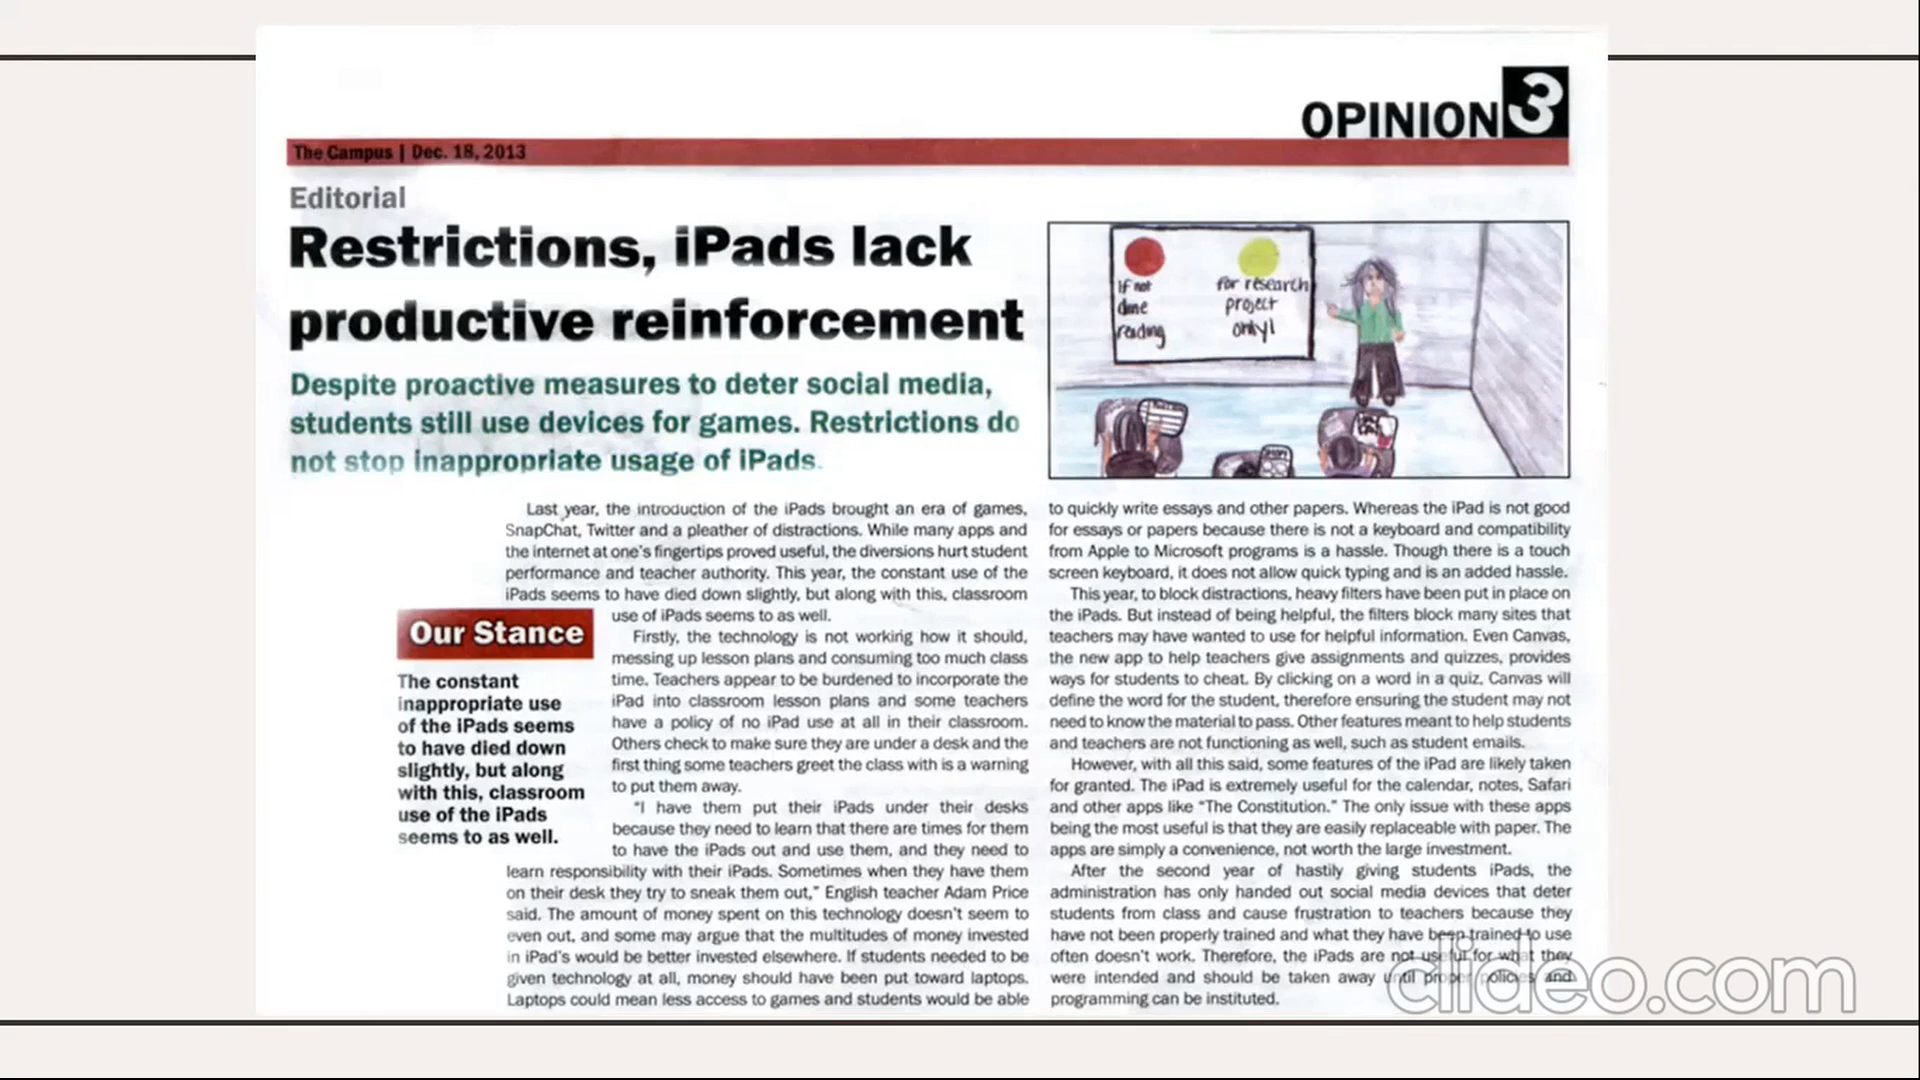 OPINION 3
The Campus | Dec. 18, 2013
Editorial
Restrictions, iPads lack
productive reinforcement
Despite proactive measures to deter social media,
students still use devices for games. Restrictions do
not stop inappropriate usage of iPads.
if not
done
reading
for research
project
only!
Last year, the introduction of the iPads brought an era of games,
SnapChat, Twitter and a pleather of distractions. While many apps and
the internet at one's fingertips proved useful, the diversions hurt student
performance and teacher authority. This year, the constant use of the
iPads seems to have died down slightly, but along with this, classroom
use of iPads seems to as well.
Firstly, the technology is not working how it should,
messing up lesson plans and consuming too much class
time. Teachers appear to be burdened to incorporate the
iPad into classroom lesson plans and some teachers
have a policy of no iPad use at all in their classroom.
Others check to make sure they are under a desk and the
first thing some teachers greet the class with is a warning
to put them away.
"I have them put their iPads under their desks
because they need to learn that there are times for them
to have the iPads out and use them, and they need to
learn responsibility with their iPads. Sometimes when they have them
on their desk they try to sneak them out," English teacher Adam Price
said. The amount of money spent on this technology doesn't seem to
even out, and some may argue that the multitudes of money invested
in iPad's would be better invested elsewhere. If students needed to be
given technology at all, money should have been put toward laptops.
Laptops could mean less access to games and students would be able
Our Stance
The constant
inappropriate use
of the iPads seems
to have died down
slightly, but along
with this, classroom
use of the iPads
seems to as well.
to quickly write essays and other papers. Whereas the iPad is not good
for essays or papers because there is not a keyboard and compatibility
from Apple to Microsoft programs is a hassle. Though there is a touch
screen keyboard, it does not allow quick typing and is an added hassle.
This year, to block distractions, heavy filters have been put in place on
the iPads. But instead of being helpful, the filters block many sites that
teachers may have wanted to use for helpful information. Even Canvas,
the new app to help teachers give assignments and quizzes, provides
ways for students to cheat. By clicking on a word in a quiz, Canvas will
define the word for the student, therefore ensuring the student may not
need to know the material to pass. Other features meant to help students
and teachers are not functioning as well, such as student emails.
However, with all this said, some features of the iPad are likely taken
for granted. The iPad is extremely useful for the calendar, notes, Safari
and other apps like "The Constitution." The only issue with these apps
being the most useful is that they are easily replaceable with paper. The
apps are simply a convenience, not worth the large investment.
After the second year of hastily giving students iPads, the
administration has only handed out social media devices that deter
students from class and cause frustration to teachers because they
have not been properly trained and what they have been trained to use
often doesn't work. Therefore, the iPads are not useful for what they
were intended and should be taken away until proper policies and
programming can be instituted.
clideo.com